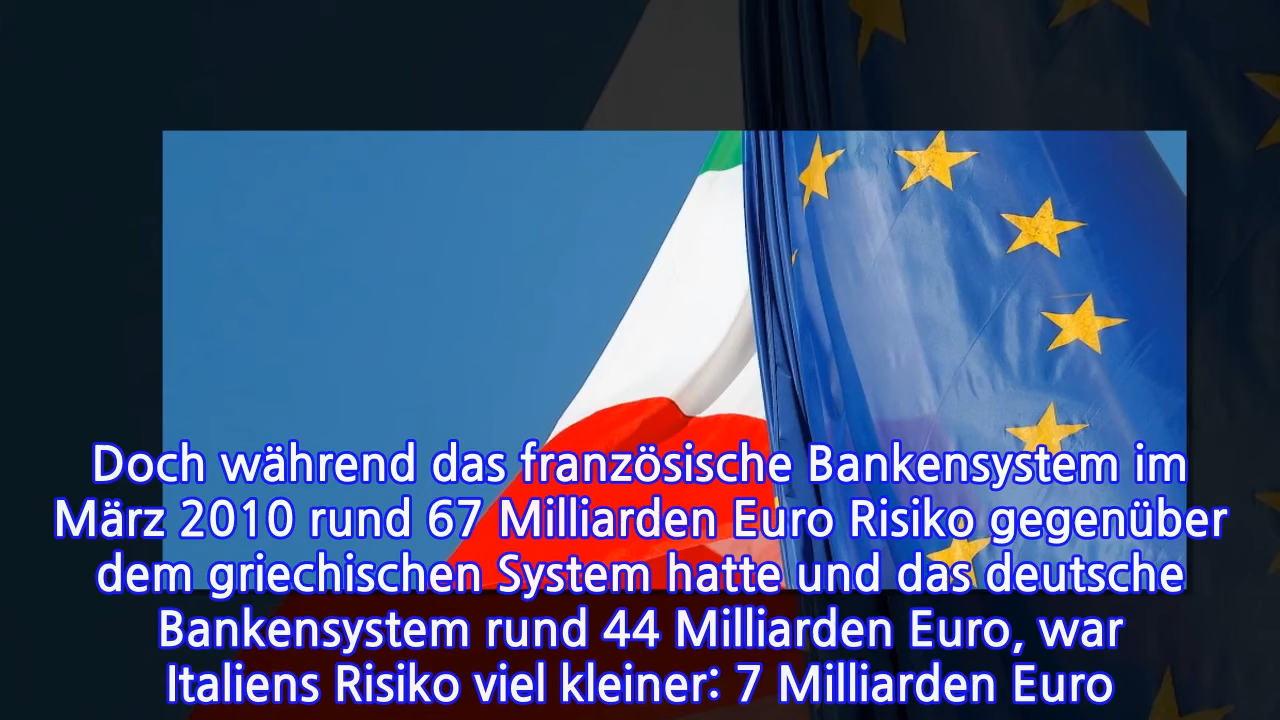 Doch während das französische Bankensystem im
März 2010 rund 67 Milliarden Euro Risiko gegenüber
dem griechischen System hatte und das deutsche
Bankensystem rund 44 Milliarden Euro, war
Italiens Risiko viel kleiner: 7 Milliarden Euro